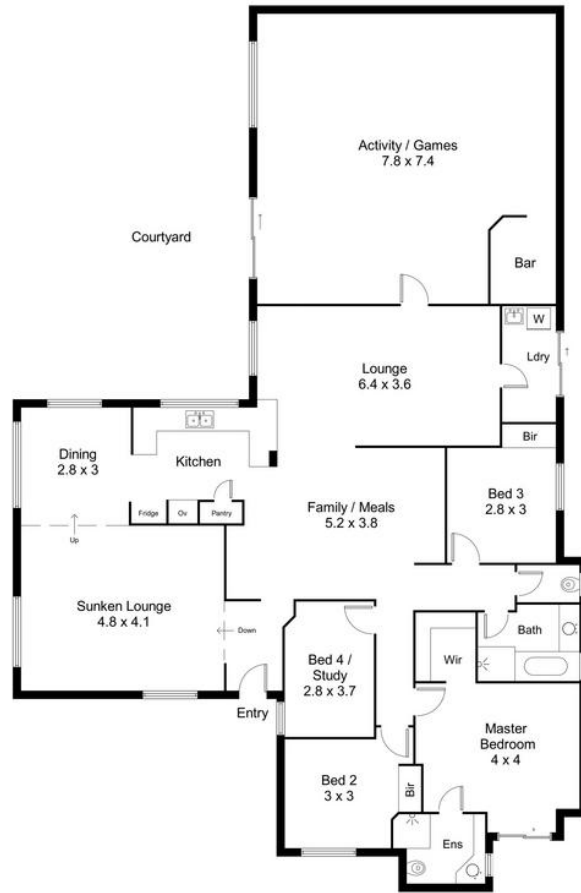 Activity / Games
7.8 x 7.4
Courtyard
Bar
W
Ldry
Lounge
6.4 x 3.6
Bir
Dining
2.8 x 3
Kitchen
Fridge
Ov
Pantry
Family / Meals
5.2 x 3.8
Bed 3
2.8 x 3
Up
Sunken Lounge
4.8 x 4.1
Down
Bed 4 /
Study
2.8 x 3.7
Wir
Bath
Entry
Master
Bedroom
4 x 4
Bed 2
3 x 3
Bir
Ens